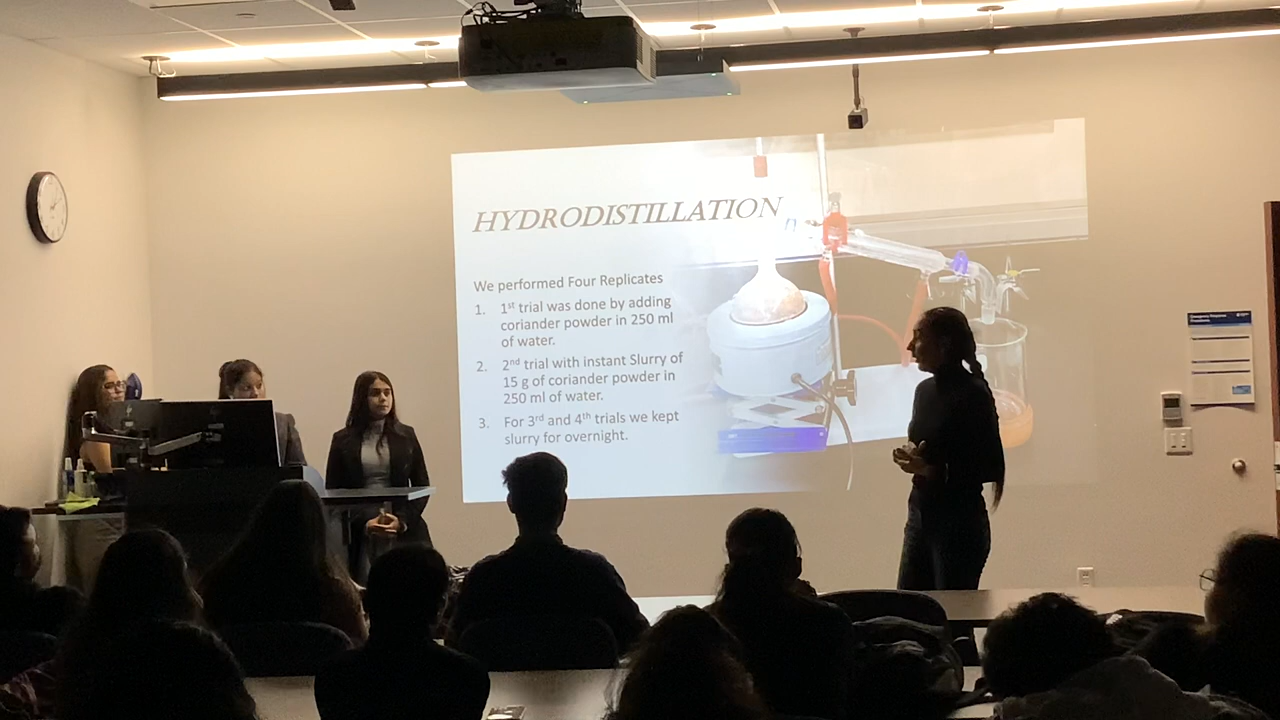 HYDRODISTILLATION
We performed Four Replicates
1. 1st trial was done by adding
coriander powder in 250 ml
of water.
2. 2nd trial with instant Slurry of
15 g of coriander powder in
250 ml of water.
3. For 3rd and 4th trials we kept
slurry for overnight.